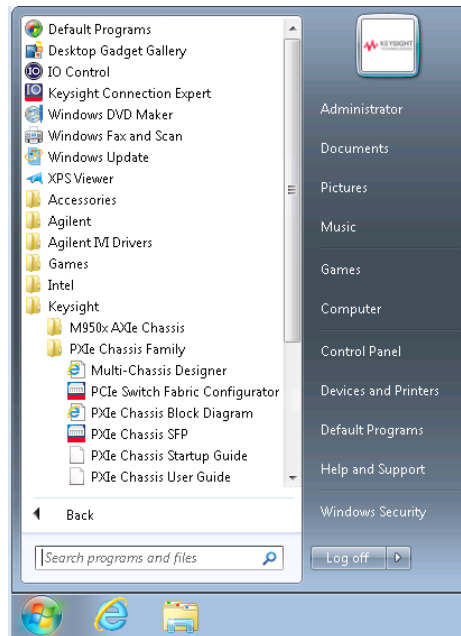 Default Programs
Desktop Gadget Gallery
IO Control
IO
Keysight Connection Expert
Windows DVD Maker
Windows Fax and Scan
Windows Update
XPS Viewer
Accessories
Agilent
Agilent IVI Drivers
Games
Intel
Keysight
M950x AXIe Chassis
PXIe Chassis Family
Multi-Chassis Designer
PCIe Switch Fabric Configurator
PXIe Chassis Block Diagram
PXIe Chassis SFP
PXIe Chassis Startup Guide
PXIe Chassis User Guide
Back
Search programs and files
KEYSIGHT
TECHNOLOGIES
Administrator
Documents
Pictures
Music
Games
Computer
Control Panel
Devices and Printers
Default Programs
Help and Support
Windows Security
Log off